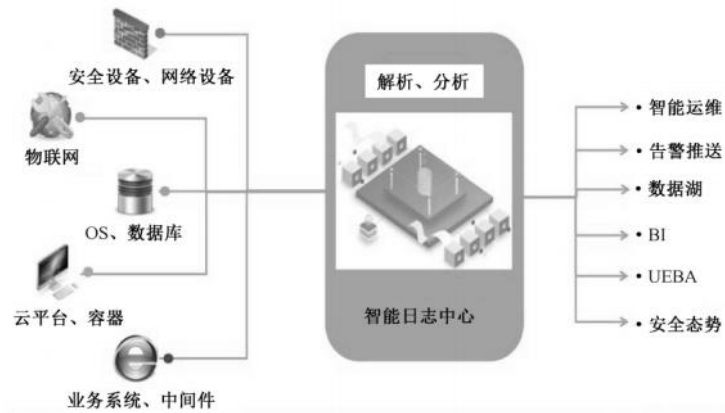 安全设备、网络设备
物联网
OS、数据库
云平台、容器
业务系统、中间件
解析、分析
智能日志中心
• 智能运维
• 告警推送
• 数据湖
• BI
• UEBA
• 安全态势